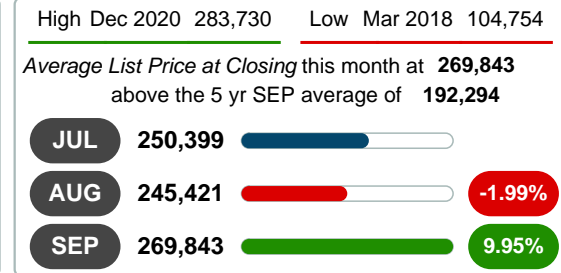 High Dec 2020 283,730 Low Mar 2018 104,754
Average List Price at Closing this month at 269,843
above the 5 yr SEP average of 192,294
JUL 250,399
AUG 245,421 -1.99%
SEP 269,843 9.95%